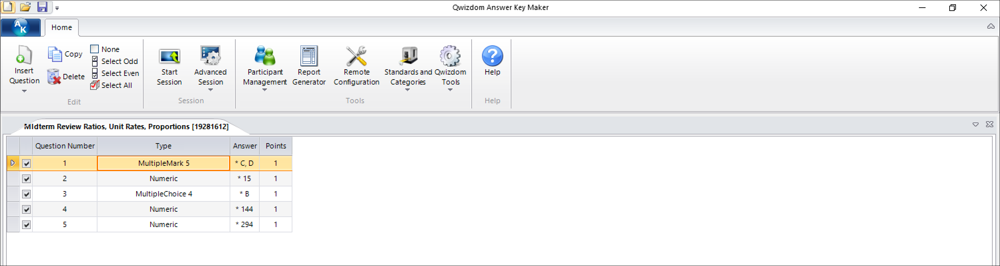 Qwizdom Answer Key Maker
AK
Home
Insert Question
Copy
Delete
None
Select Odd
Select Even
Select All
Edit
Start Session
Advanced Session
Session
Participant Management
Report Generator
Remote Configuration
Standards and Categories
Qwizdom Tools
Tools
Help
Help
MIdterm Review Ratios, Unit Rates, Proportions [19281612]
Question Number Type Answer Points
1 MultipleMark 5 * C, D 1
2 Numeric * 15 1
3 MultipleChoice 4 * B 1
4 Numeric * 144 1
5 Numeric * 294 1